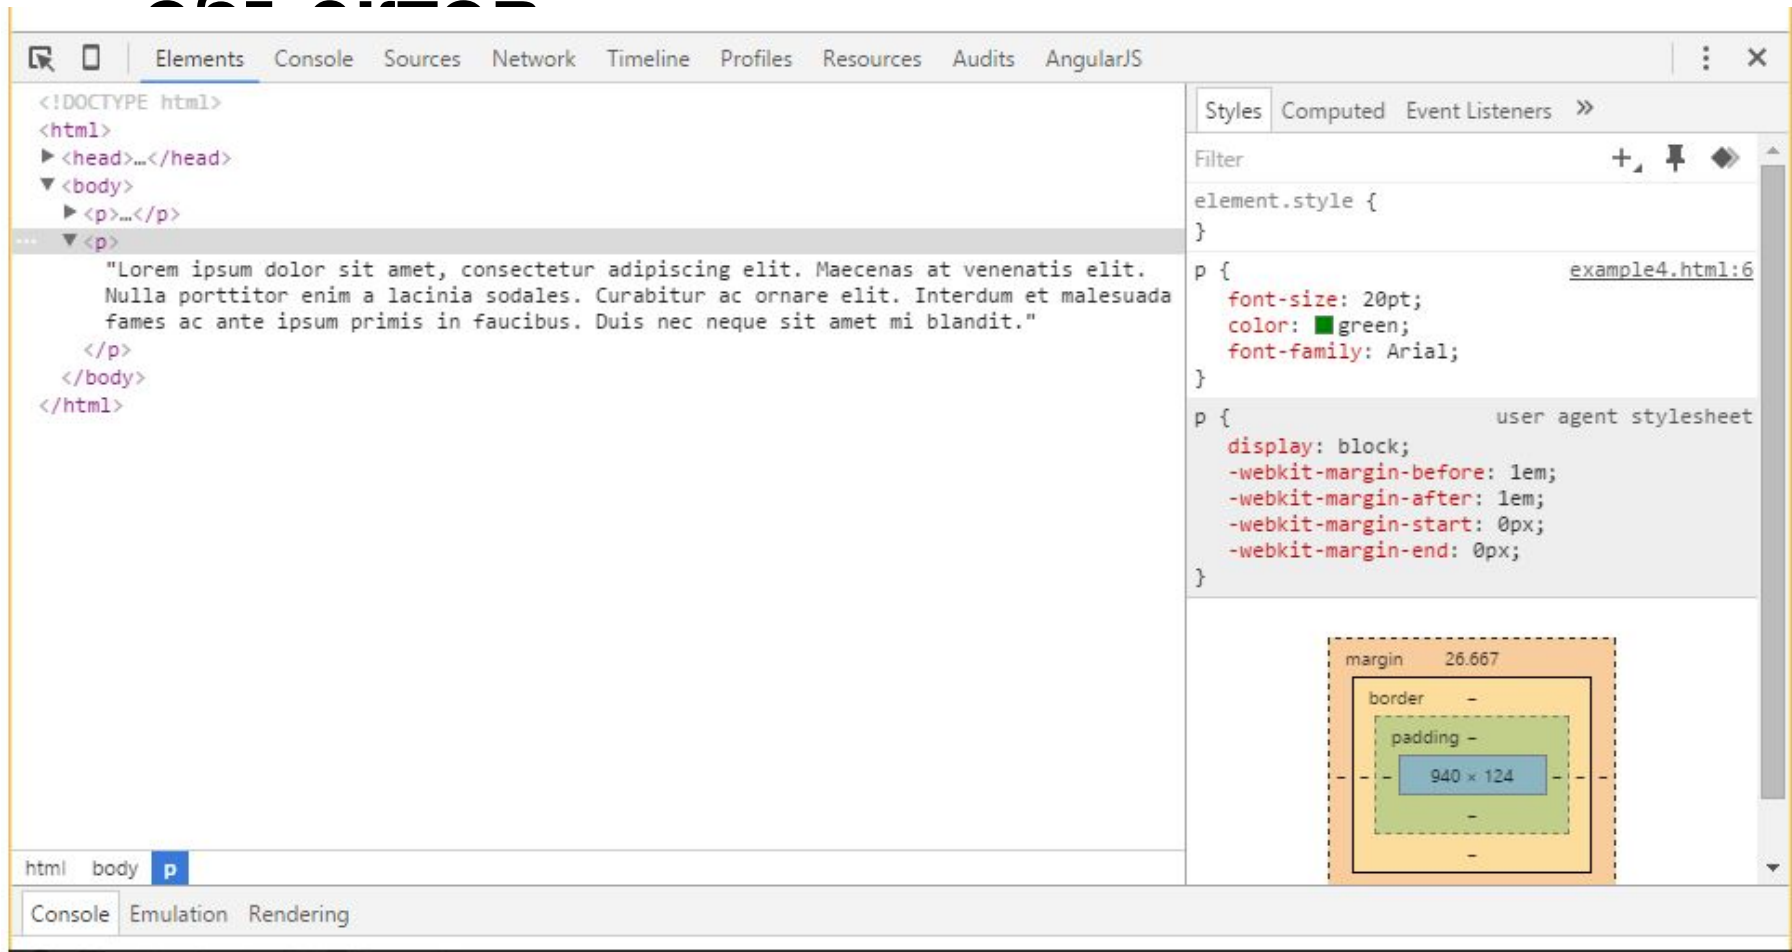 Elements Console Sources Network Timeline Profiles Resources Audits AngularJS
<!DOCTYPE html>
<html>
<head>…</head>
<body>
<p>…</p>
<p>
"Lorem ipsum dolor sit amet, consectetur adipiscing elit. Maecenas at venenatis elit.
Nulla porttitor enim a lacinia sodales. Curabitur ac ornare elit. Interdum et malesuada
fames ac ante ipsum primis in faucibus. Duis nec neque sit amet mi blandit."
</p>
</body>
</html>
html body p
Styles Computed Event Listeners »
Filter
element.style {
}
p { example4.html:6
font-size: 20pt;
color: green;
font-family: Arial;
}
p { user agent stylesheet
display: block;
-webkit-margin-before: 1em;
-webkit-margin-after: 1em;
-webkit-margin-start: 0px;
-webkit-margin-end: 0px;
}
margin 26.667
border –
padding –
– – – 940 × 124 – – –
–
–
Console Emulation Rendering